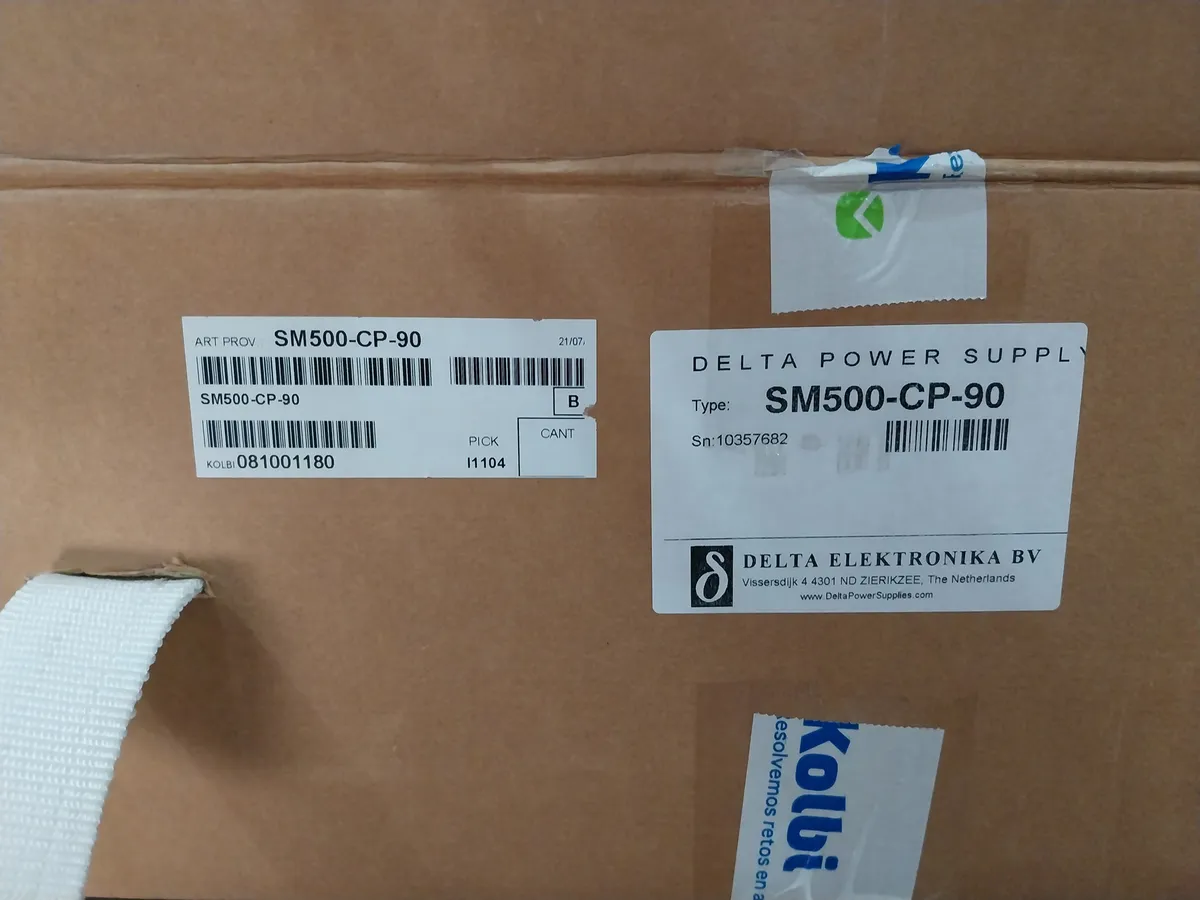 ART PROV SM500-CP-90 21/07/
SM500-CP-90
B
PICK CANT
KOLBI 081001180 I1104
DELTA POWER SUPPLY
Type: SM500-CP-90
Sn:10357682
δ DELTA ELEKTRONIKA BV
Vissersdijk 4 4301 ND ZIERIKZEE, The Netherlands
www.DeltaPowerSupplies.com
Kolbi
esolvemos retos en a